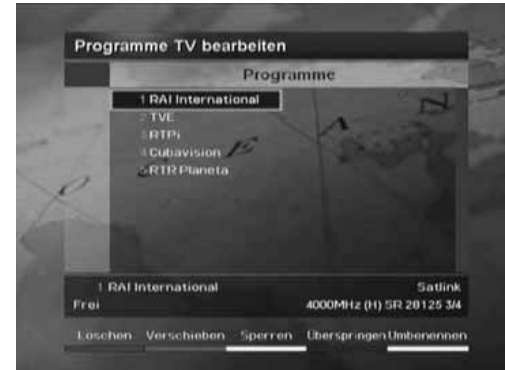 Programme TV bearbeiten
Programme
1 RAI International
2 TVE
3 RTPi
4 Cubavision
5 RTR Planeta
1 RAI International Satlink
Frei 4000MHz (H) SR 28125 3/4
Löschen Verschieben Sperren Überspringen Umbenennen